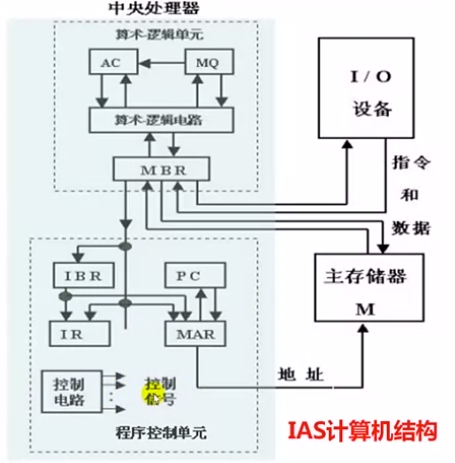 中央处理器
算术-逻辑单元
AC
MQ
算术-逻辑电路
MBR
I/O
设备
指令
和
数据
IBR
PC
IR
MAR
主存储器
M
地址
控制
电路
控制
信号
程序控制单元
IAS计算机结构